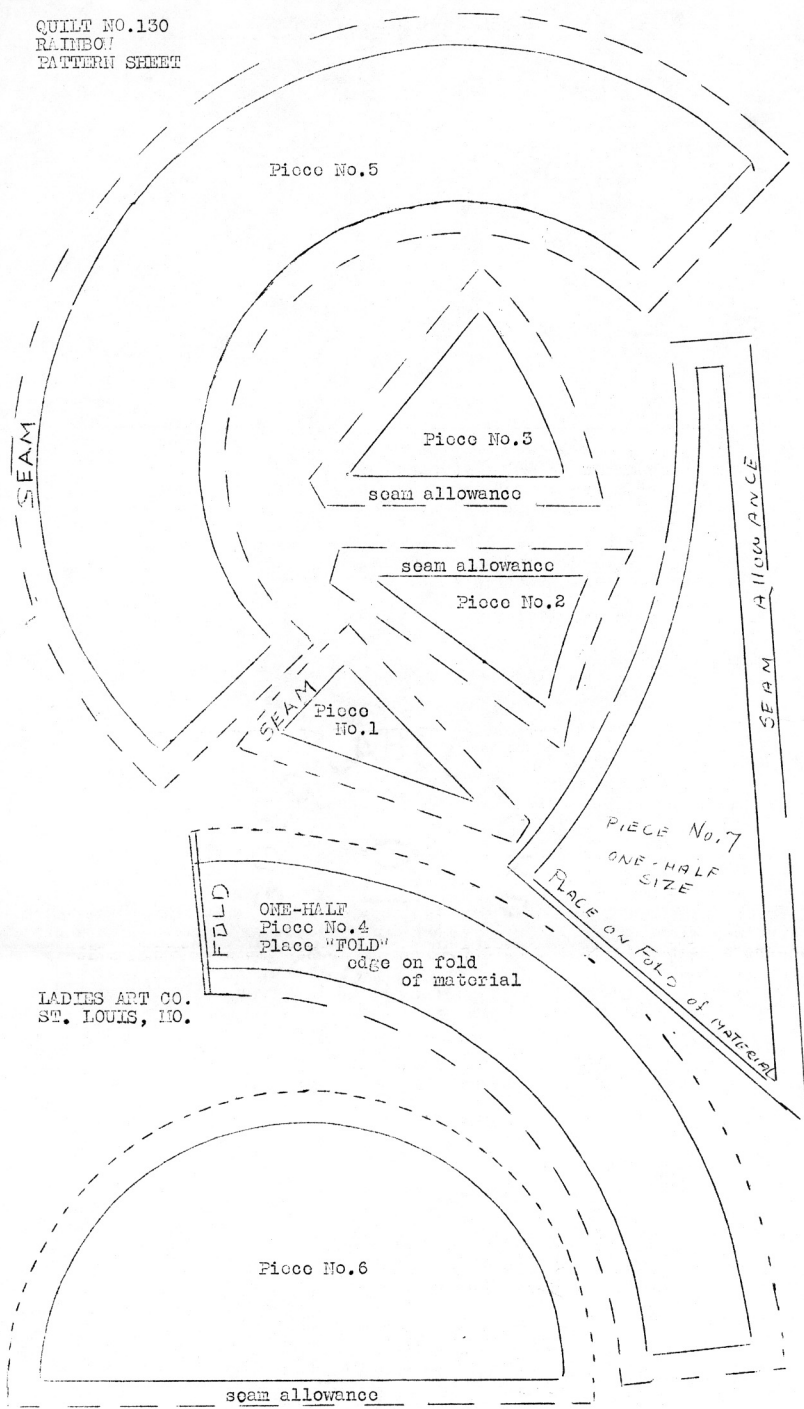 QUILT NO.130
RAINBOW
PATTERN SHEET
Piece No.5
SEAM
Piece No.3
seam allowance
seam allowance
Piece No.2
SEAM
Piece
No.1
SEAM AllOWANCE
PIECE No.7
ONE-HALF
SIZE
PLACE ON FOLD of MATERIAL
FOLD
ONE-HALF
Piece No.4
Place "FOLD"
edge on fold
of material
LADIES ART CO.
ST. LOUIS, MO.
Piece No.6
seam allowance